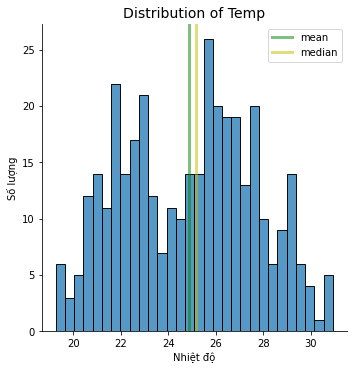 Distribution of Temp
mean
median
Số lượng
25
20
15
10
5
0
20 22 24 26 28 30
Nhiệt độ